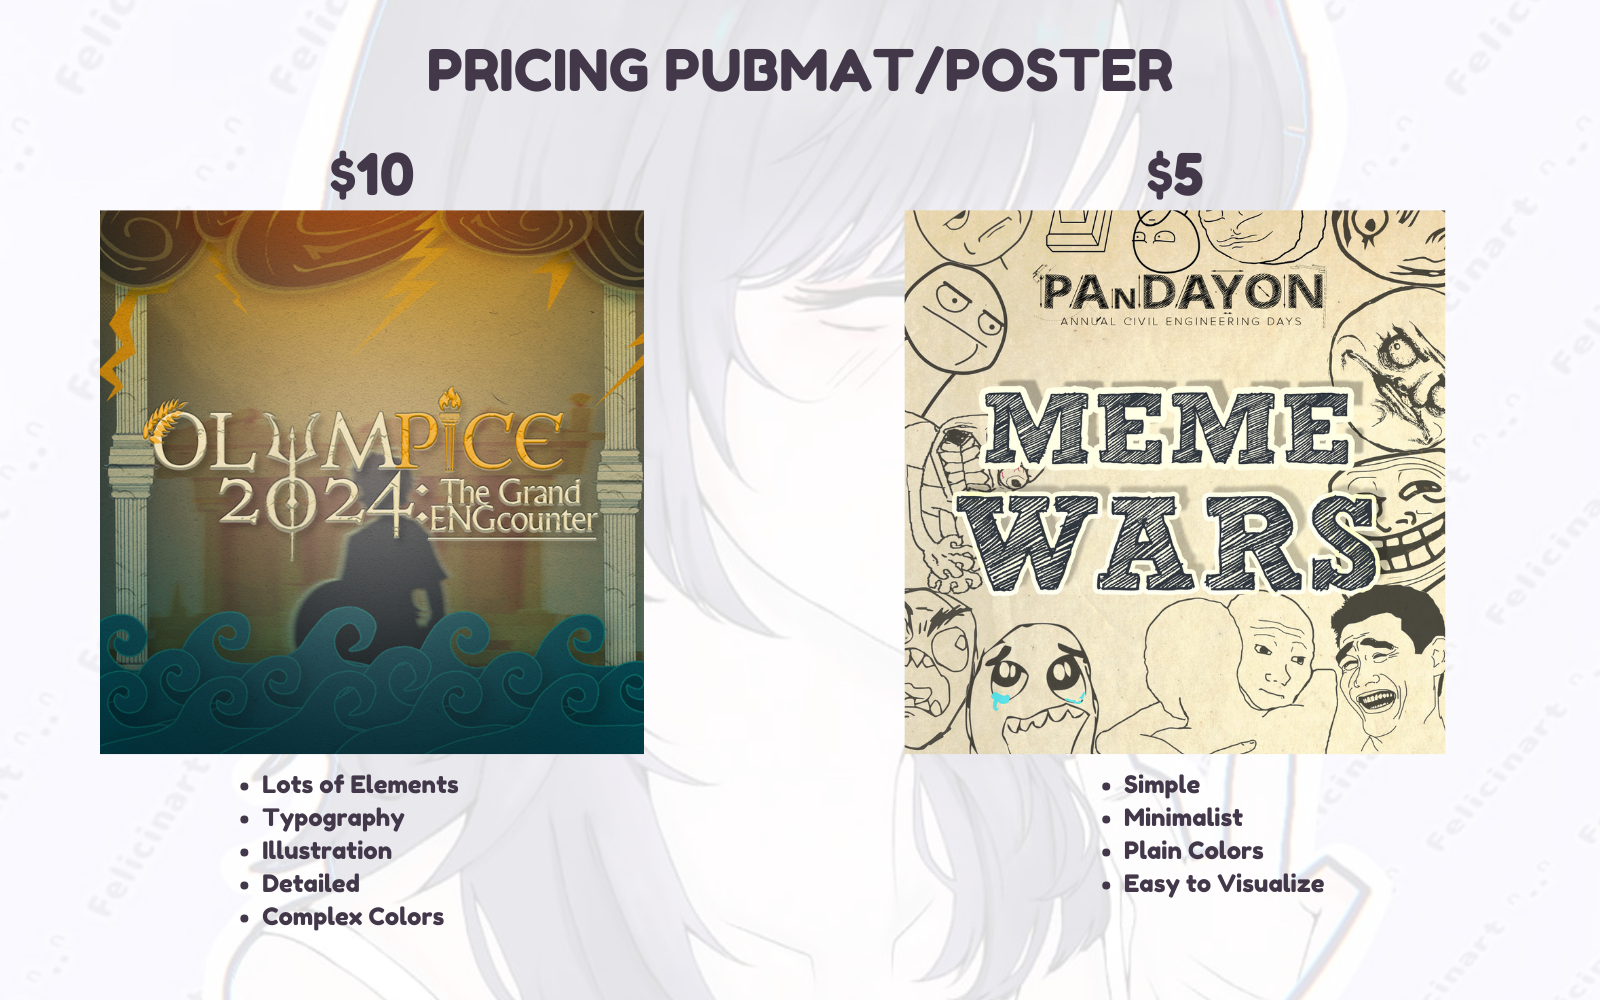 PRICING PUBMAT/POSTER
$10
OLYMPICE
2024: The Grand
ENGcounter
• Lots of Elements
• Typography
• Illustration
• Detailed
• Complex Colors
$5
PANDAYON
ANNUAL CIVIL ENGINEERING DAYS
MEME
WARS
• Simple
• Minimalist
• Plain Colors
• Easy to Visualize
Felicinart